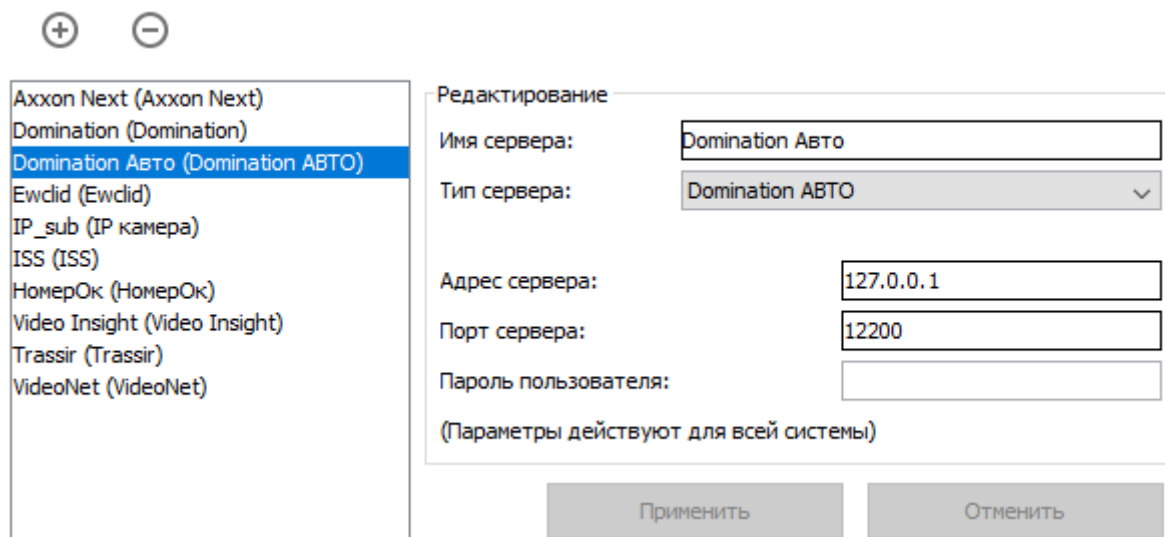 Axxon Next (Axxon Next)
Domination (Domination)
Domination Авто (Domination АВТО)
Ewclid (Ewclid)
IP_sub (IP камера)
ISS (ISS)
НомерОк (НомерОк)
Video Insight (Video Insight)
Trassir (Trassir)
VideoNet (VideoNet)
Редактирование
Имя сервера: Domination Авто
Тип сервера: Domination АВТО
Адрес сервера: 127.0.0.1
Порт сервера: 12200
Пароль пользователя:
(Параметры действуют для всей системы)
Применить Отменить